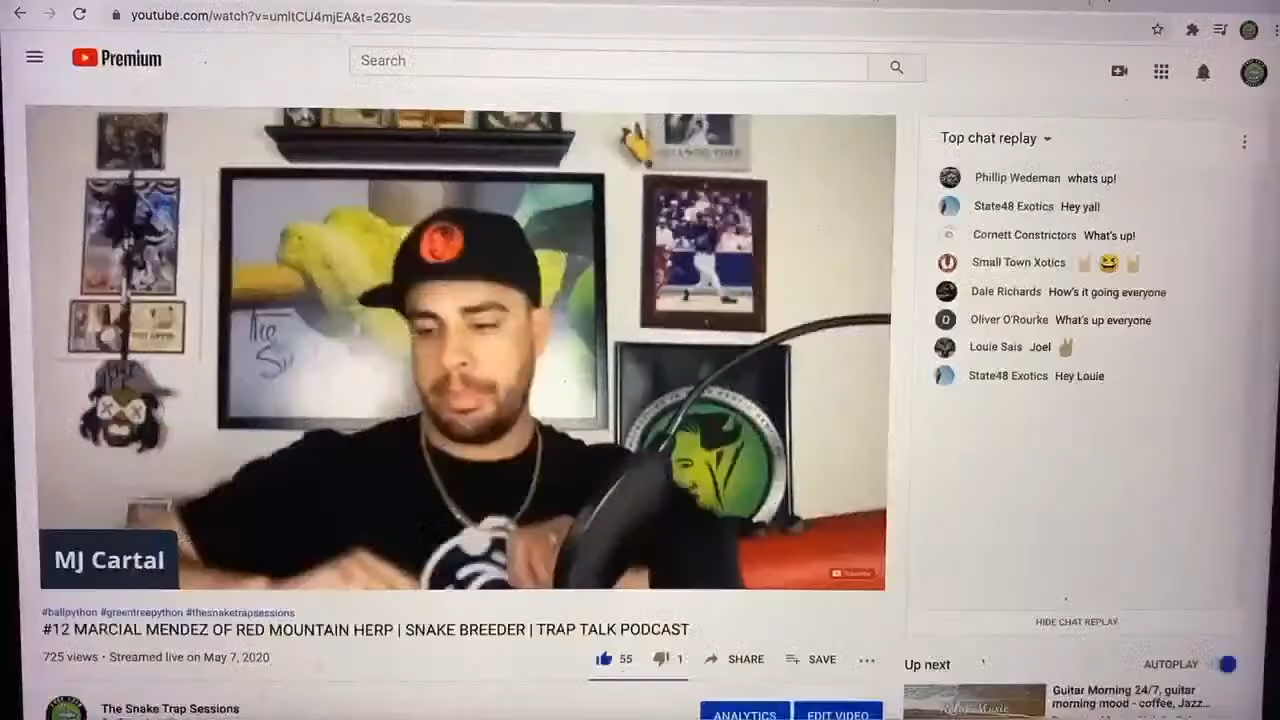 youtube.com/watch?v=umltCU4mjEA&t=2620s
Premium
Search
MJ Cartal
#ballpython #greentreepython #thesnaketrapsessions
#12 MARCIAL MENDEZ OF RED MOUNTAIN HERP | SNAKE BREEDER | TRAP TALK PODCAST
725 views • Streamed live on May 7, 2020
55
1
SHARE
SAVE
The Snake Trap Sessions
ANALYTICS
EDIT VIDEO
Top chat replay
Phillip Wedeman whats up!
State48 Exotics Hey yall
Cornett Constrictors What's up!
Small Town Xotics 🤘🏼 😆 🤘🏼
Dale Richards How's it going everyone
O Oliver O'Rourke What's up everyone
Louie Sais Joel ✌🏼
State48 Exotics Hey Louie
HIDE CHAT REPLAY
Up next
AUTOPLAY
Guitar Morning 24/7, guitar
morning mood - coffee, Jazz...
Relax Music